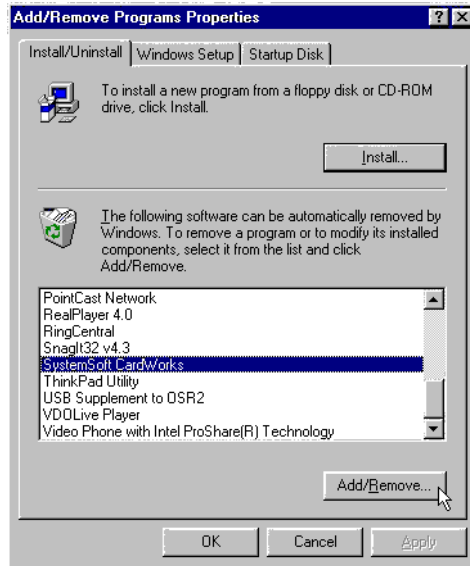 Add/Remove Programs Properties
Install/Uninstall Windows Setup Startup Disk
To install a new program from a floppy disk or CD-ROM
drive, click Install.
Install...
The following software can be automatically removed by
Windows. To remove a program or to modify its installed
components, select it from the list and click
Add/Remove.
PointCast Network
RealPlayer 4.0
RingCentral
SnagIt32 v4.3
SystemSoft CardWorks
ThinkPad Utility
USB Supplement to OSR2
VDOLive Player
Video Phone with Intel ProShare(R) Technology
Add/Remove...
OK Cancel Apply